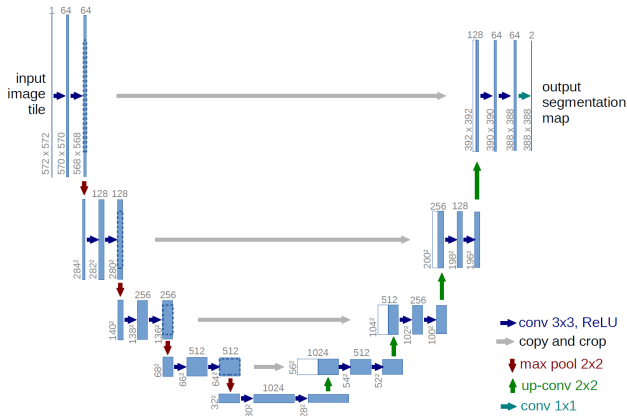 1 64 64
128 64 64 2
input
image
tile
output
segmentation
map
572 x 572
570 x 570
568 x 568
392 x 392
390 x 390
388 x 388
388 x 388
128 128
256 128
284²
282²
280²
200²
198²
196²
256 256
512 256
140²
138²
136²
104²
102²
100²
512 512
1024 512
68²
66²
64²
56²
54²
52²
1024
32²
30²
28²
conv 3x3, ReLU
copy and crop
max pool 2x2
up-conv 2x2
conv 1x1